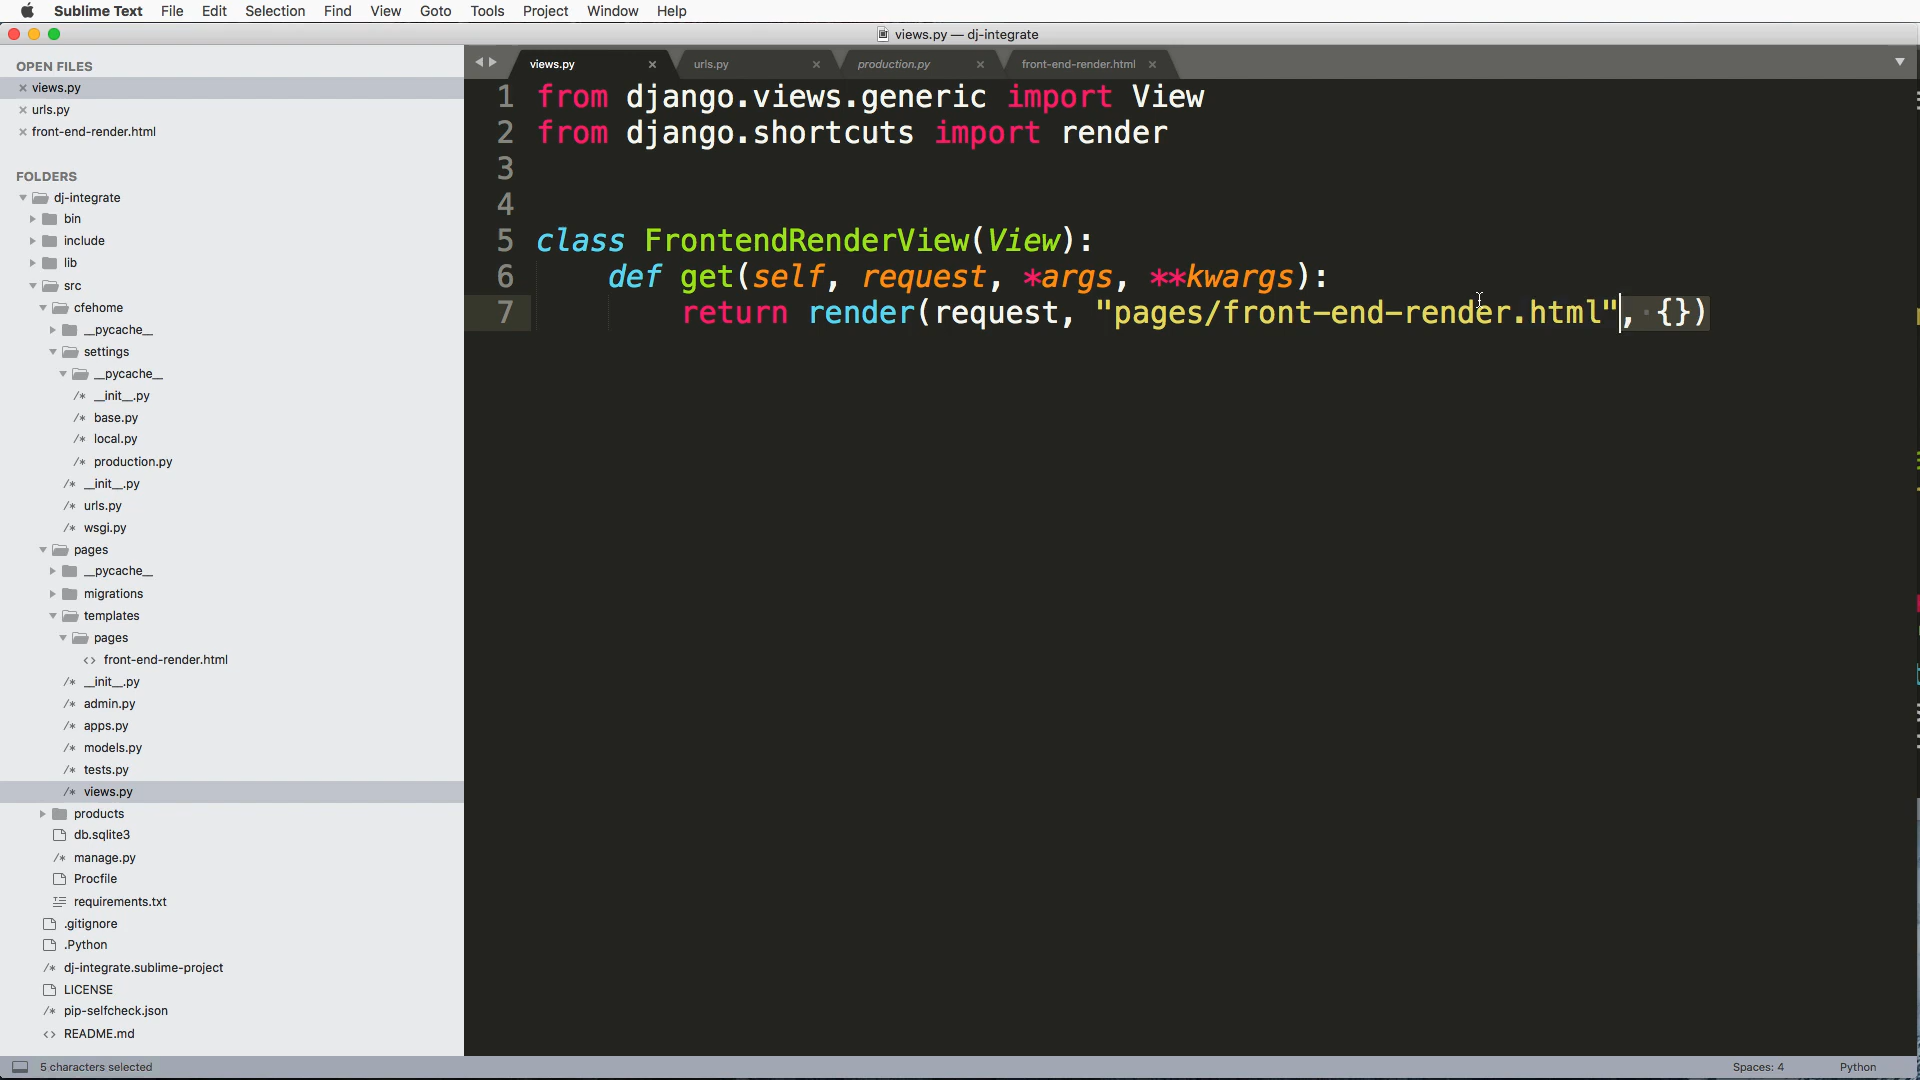 Sublime Text File Edit Selection Find View Goto Tools Project Window Help
views.py — dj-integrate
OPEN FILES
views.py
urls.py
front-end-render.html
FOLDERS
dj-integrate
bin
include
lib
src
cfehome
__pycache__
settings
__pycache__
/* __init__.py
/* base.py
/* local.py
/* production.py
/* __init__.py
/* urls.py
/* wsgi.py
pages
__pycache__
migrations
templates
pages
<> front-end-render.html
/* __init__.py
/* admin.py
/* apps.py
/* models.py
/* tests.py
/* views.py
products
db.sqlite3
/* manage.py
Procfile
requirements.txt
.gitignore
.Python
/* dj-integrate.sublime-project
LICENSE
/* pip-selfcheck.json
<> README.md
views.py urls.py production.py front-end-render.html
1 from django.views.generic import View
2 from django.shortcuts import render
3
4
5 class FrontendRenderView(View):
6 def get(self, request, *args, **kwargs):
7 return render(request, "pages/front-end-render.html", {})
5 characters selected
Spaces: 4 Python